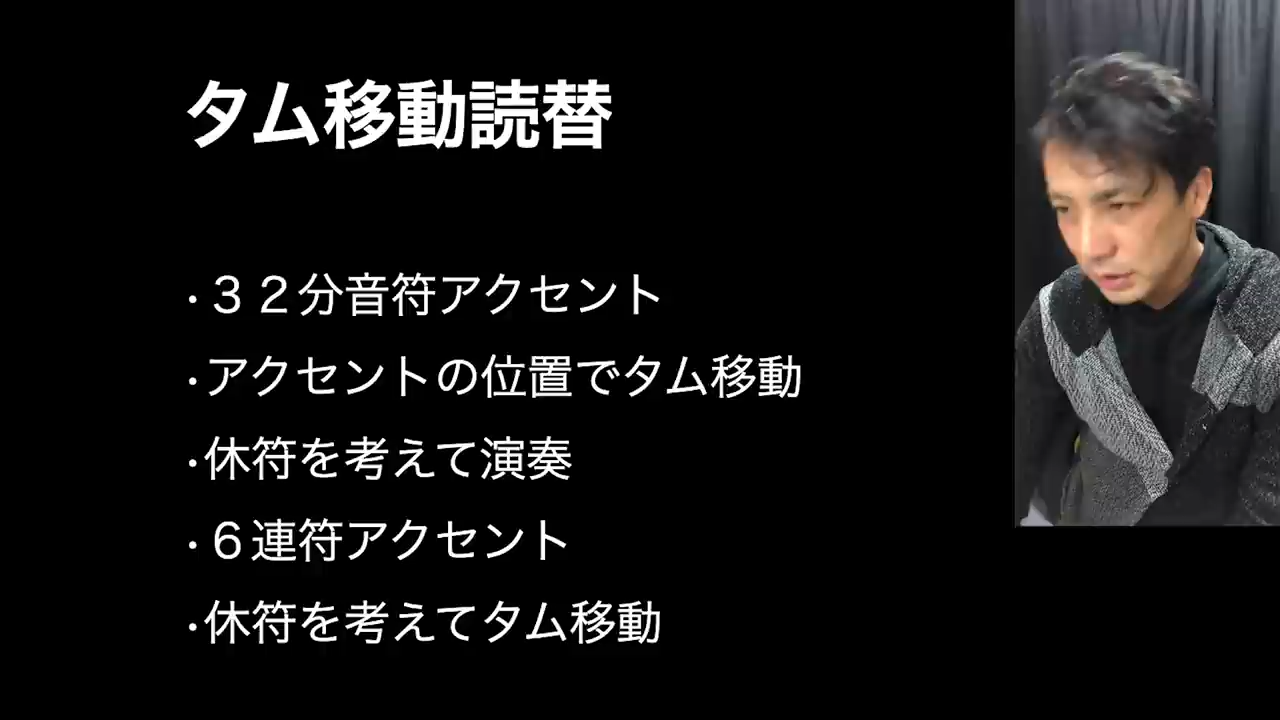 タム移動読替
・３２分音符アクセント
・アクセントの位置でタム移動
・休符を考えて演奏
・６連符アクセント
・休符を考えてタム移動